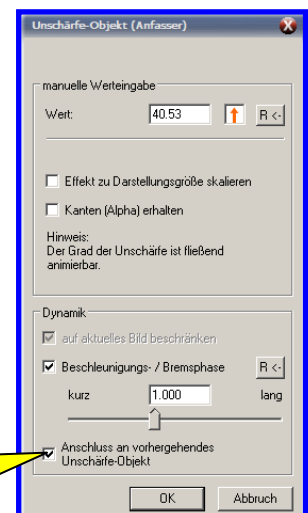 Unschärfe-Objekt (Anfasser)
manuelle Werteingabe
Wert: 40.53 R <-
Effekt zu Darstellungsgröße skalieren
Kanten (Alpha) erhalten
Hinweis:
Der Grad der Unschärfe ist fließend
animierbar.
Dynamik
auf aktuelles Bild beschränken
Beschleunigungs- / Bremsphase R <-
kurz 1.000 lang
Anschluss an vorhergehendes
Unschärfe-Objekt
OK Abbruch